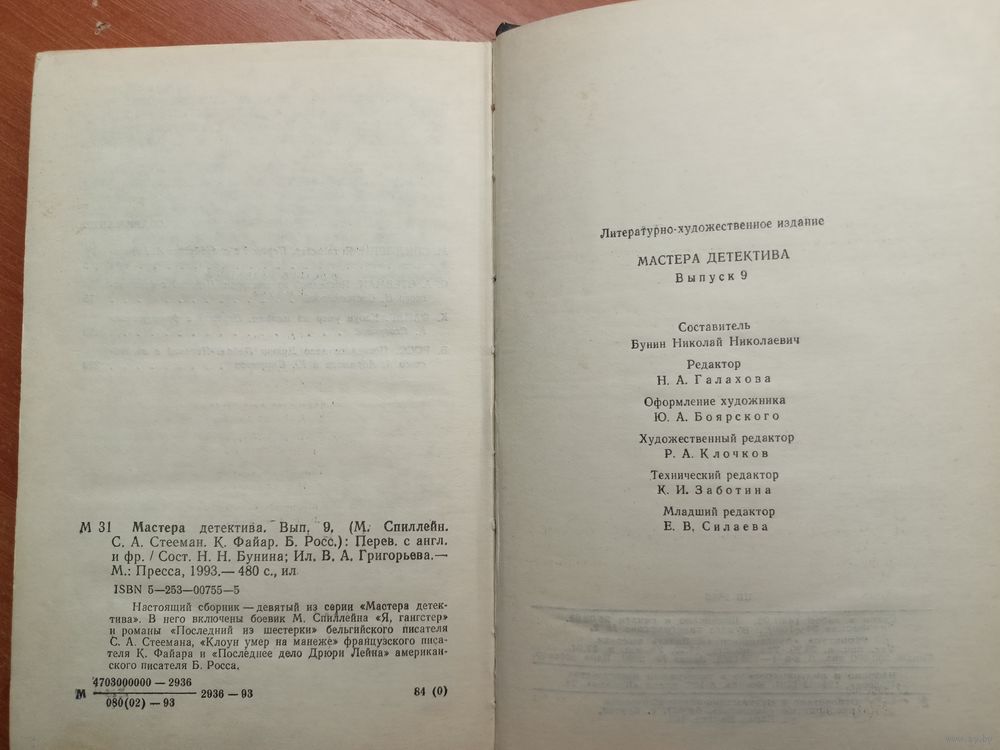 М 31 Мастера детектива. Вып. 9. (М. Спиллейн.
С. А. Стееман. К. Файар. Б. Росс.): Перев. с англ.
и фр. / Сост. Н. Н. Бунина; Ил. В. А. Григорьева.—
М.: Пресса, 1993.— 480 с., ил.
ISBN 5—253—00755—5
Настоящий сборник — девятый из серии «Мастера детек-
тива». В него включены боевик М. Спиллейна «Я, гангстер»
и романы «Последний из шестерки» бельгийского писателя
С. А. Стеемана, «Клоун умер на манеже» французского писа-
теля К. Файара и «Последнее дело Дрюри Лейна» американ-
ского писателя Б. Росса.
4703000000 — 2936
М 2936 — 93 84 (0)
080(02) — 93
Литературно-художественное издание
МАСТЕРА ДЕТЕКТИВА
Выпуск 9
Составитель
Бунин Николай Николаевич
Редактор
Н. А. Галахова
Оформление художника
Ю. А. Боярского
Художественный редактор
Р. А. Клочков
Технический редактор
К. И. Заботина
Младший редактор
Е. В. Силаева